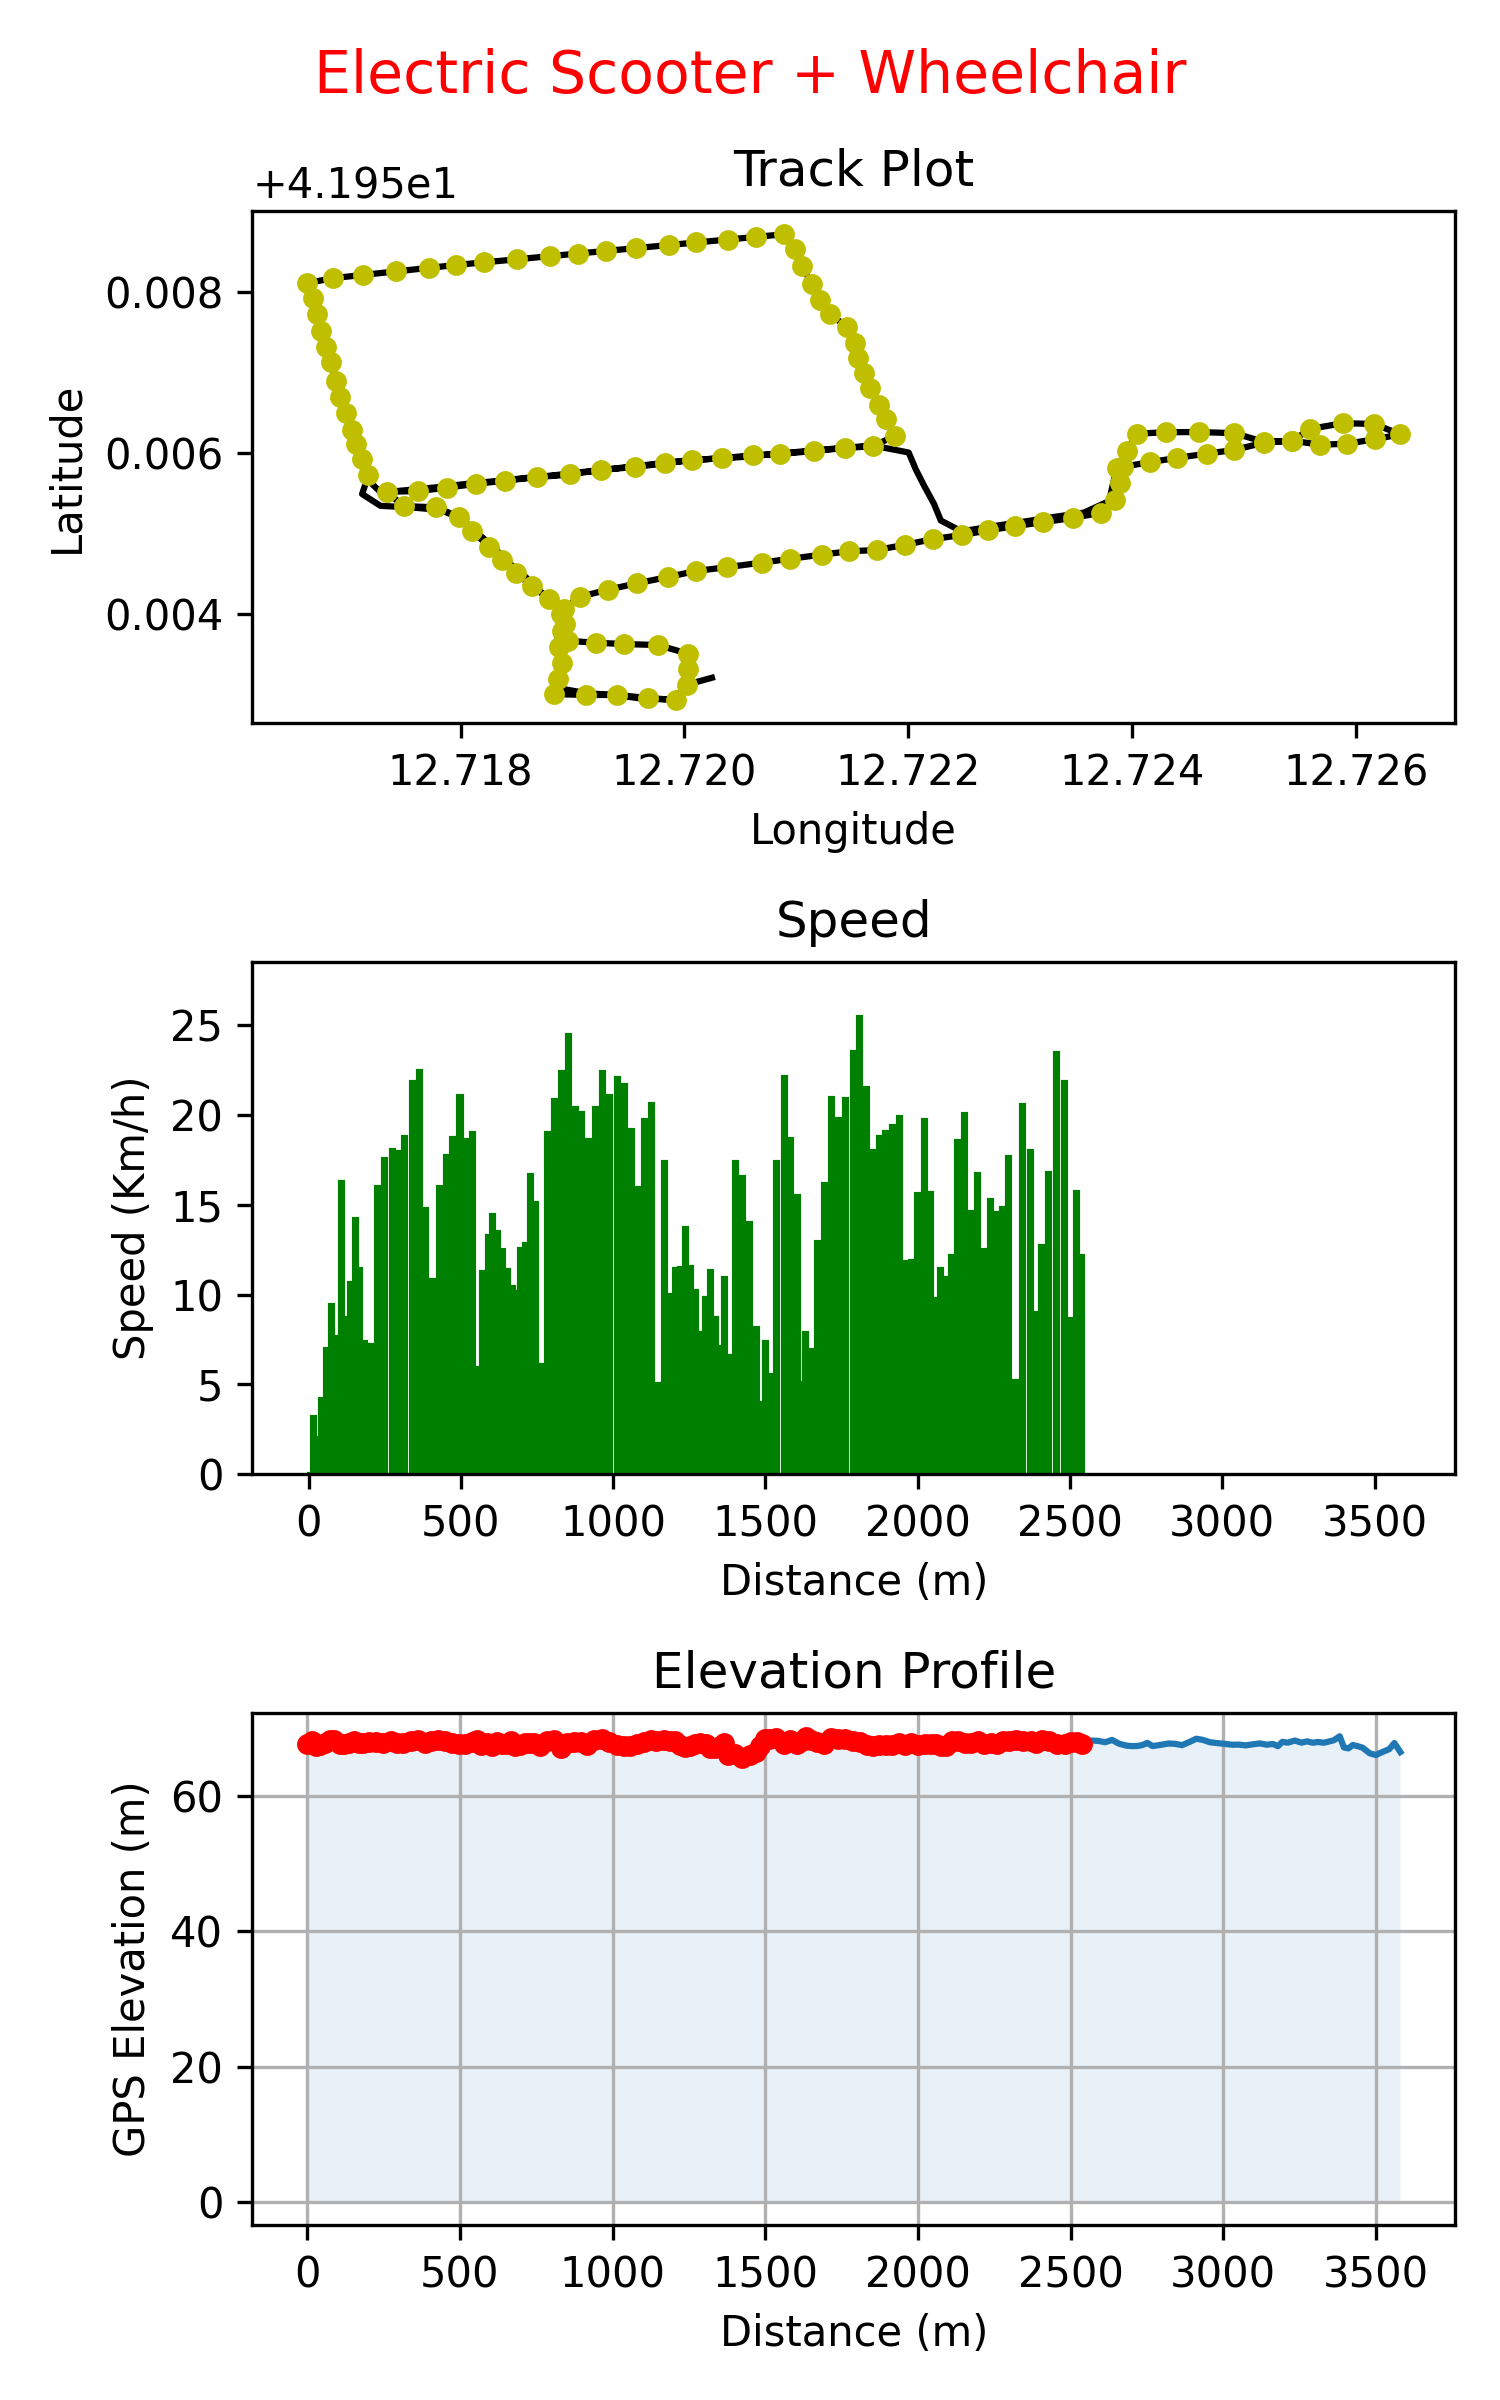 Electric Scooter + Wheelchair
Track Plot
+4.195e1
0.008
0.006
0.004
Latitude
12.718 12.720 12.722 12.724 12.726
Longitude
Speed
25
20
15
10
5
0
Speed (Km/h)
0 500 1000 1500 2000 2500 3000 3500
Distance (m)
Elevation Profile
60
40
20
0
GPS Elevation (m)
0 500 1000 1500 2000 2500 3000 3500
Distance (m)